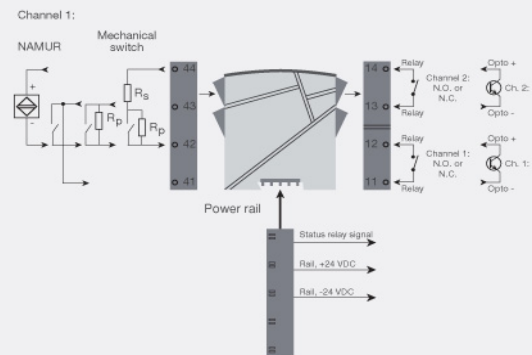 Channel 1:
NAMUR
Mechanical
switch
+
-
Rs
Rp
Rp
44
43
42
41
14
13
12
11
Relay
Channel 2:
N.O. or
N.C.
Relay
Opto +
Ch. 2:
Opto -
Relay
Channel 1:
N.O. or
N.C.
Relay
Opto +
Ch. 1:
Opto -
Power rail
Status relay signal
Rail, +24 VDC
Rail, -24 VDC